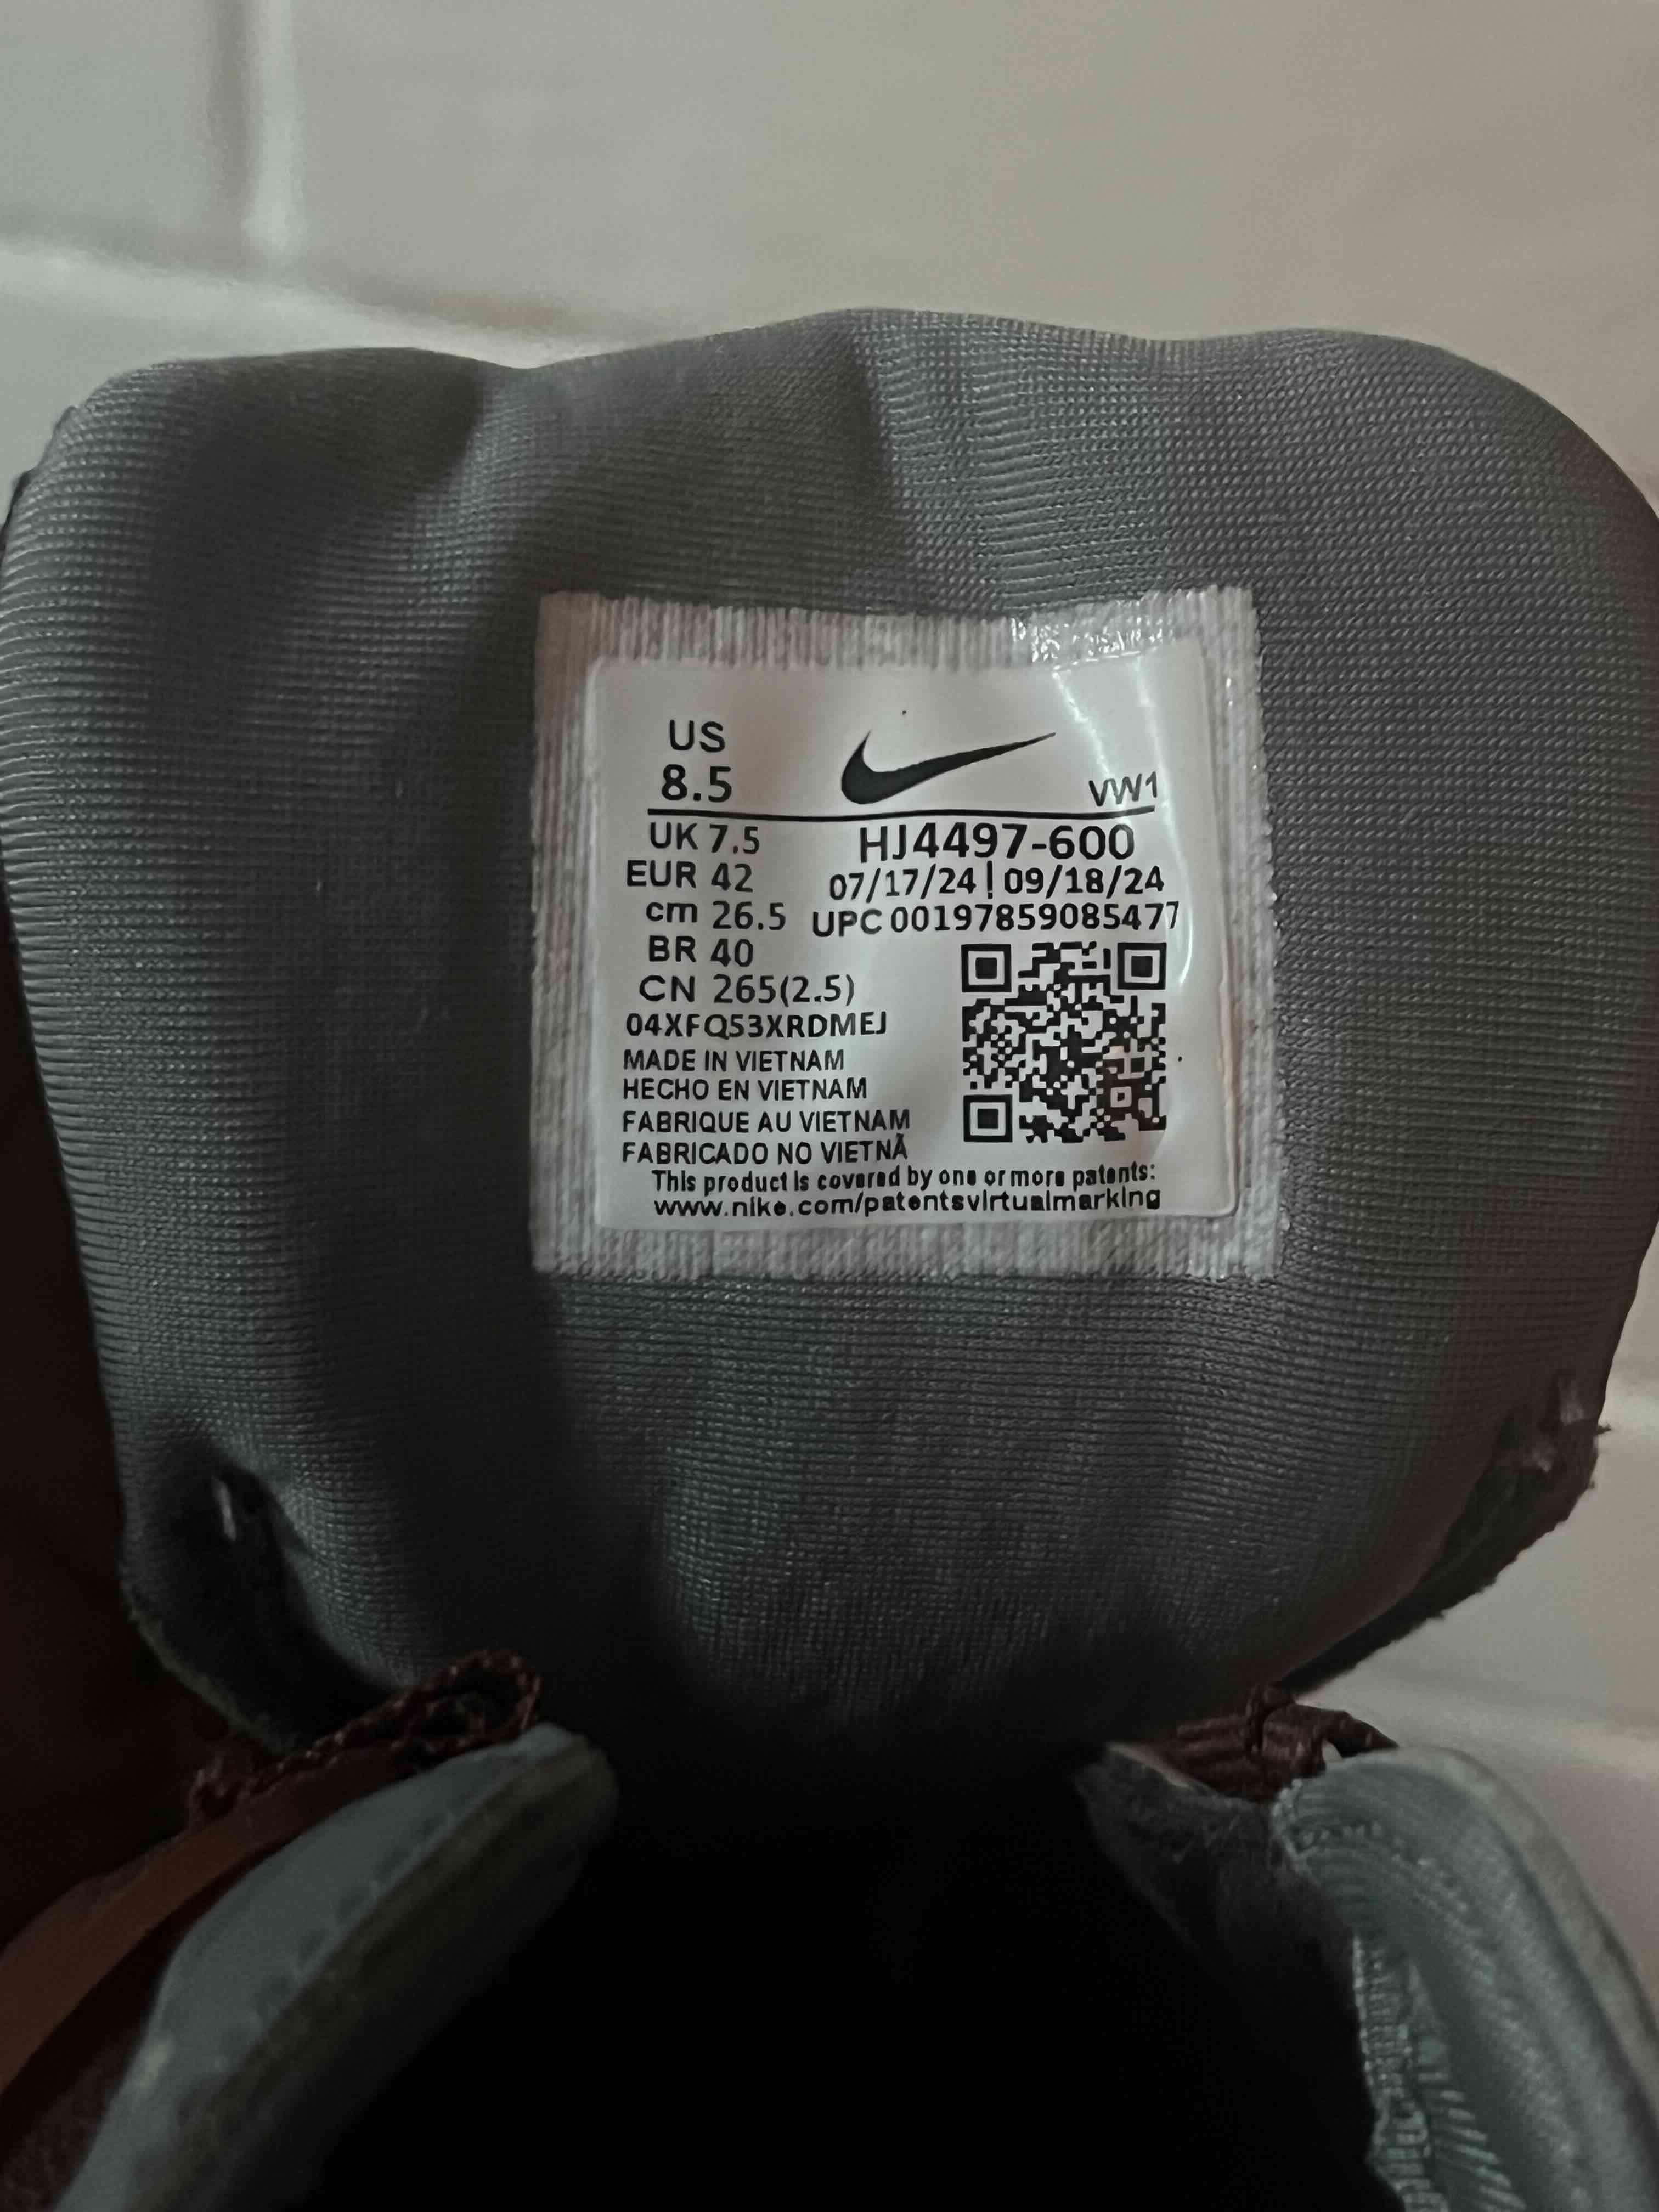 US
8.5
VW1
UK 7.5 HJ4497-600
EUR 42 07/17/24 | 09/18/24
cm 26.5 UPC 00197859085477
BR 40
CN 265(2.5)
04XFQ53XRDMEJ
MADE IN VIETNAM
HECHO EN VIETNAM
FABRIQUE AU VIETNAM
FABRICADO NO VIETNÃ
This product is covered by one or more patents:
www.nike.com/patentsvirtualmarking